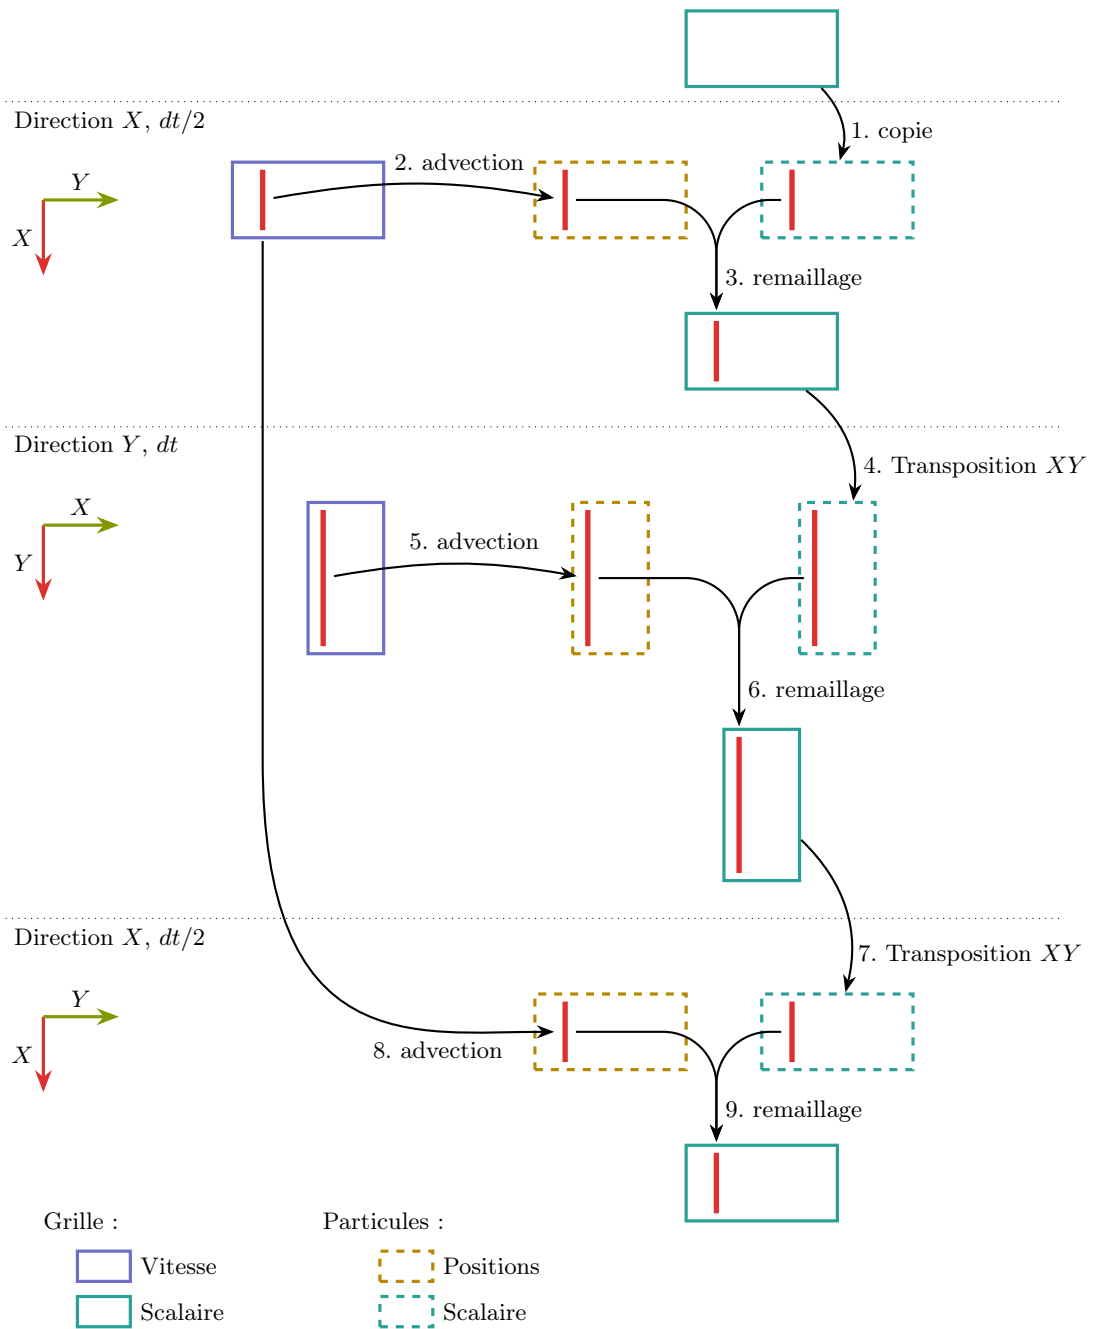 Direction X, dt/2
1. copie
2. advection
Y
X
3. remaillage
Direction Y, dt
4. Transposition XY
X
Y
5. advection
6. remaillage
Direction X, dt/2
7. Transposition XY
Y
X
8. advection
9. remaillage
Grille :
Particules :
Vitesse
Positions
Scalaire
Scalaire